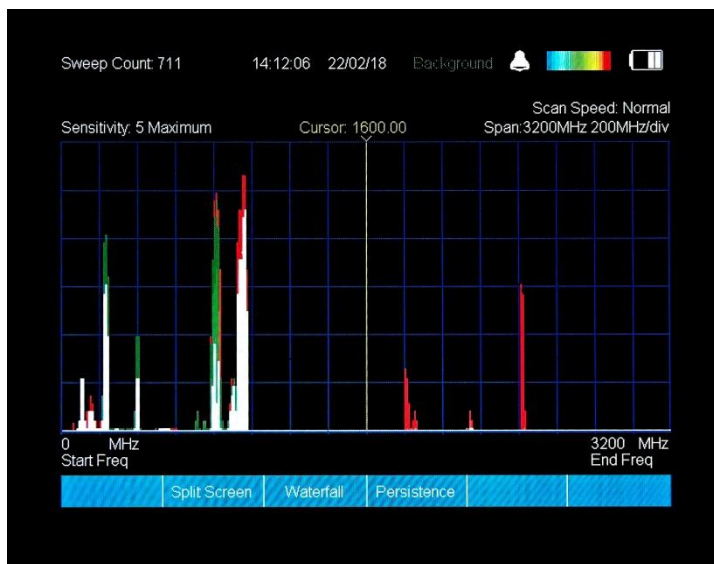 Sweep Count: 711 14:12:06 22/02/18 Background
Scan Speed: Normal
Sensitivity: 5 Maximum Cursor: 1600.00 Span:3200MHz 200MHz/div
0 MHz 3200 MHz
Start Freq End Freq
Split Screen Waterfall Persistence